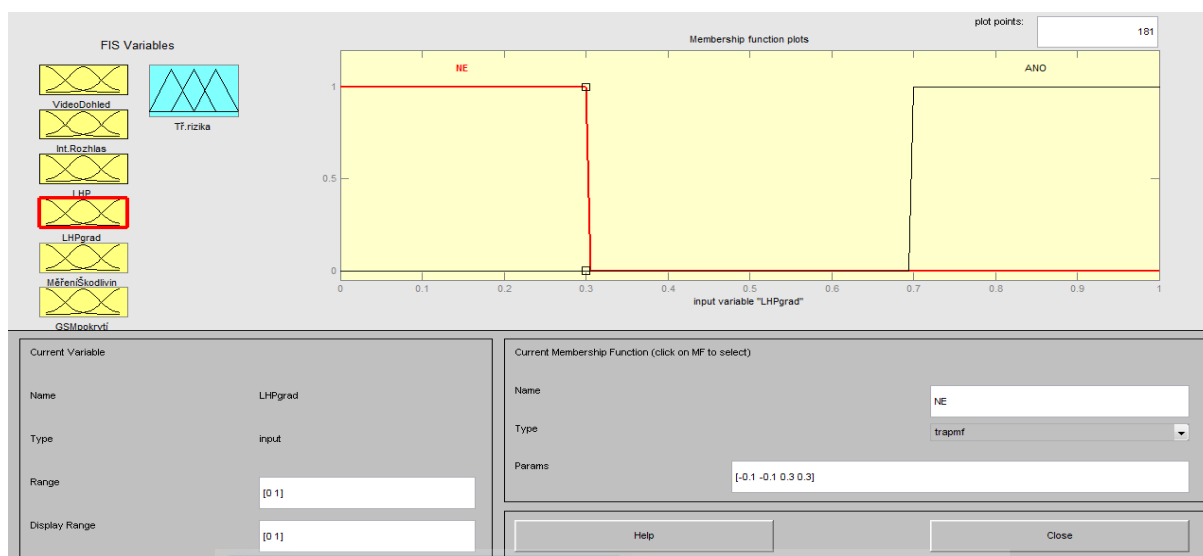 plot points:
181
FIS Variables
Membership function plots
VideoDohled
Int.Rozhlas
LHP
LHPgrad
MěřeníŠkodlivin
GSMpokrytí
Tř.rizika
NE
ANO
1
0.5
0
0 0.1 0.2 0.3 0.4 0.5 0.6 0.7 0.8 0.9 1
input variable "LHPgrad"
Current Variable
Name LHPgrad
Type input
Range [0 1]
Display Range [0 1]
Current Membership Function (click on MF to select)
Name NE
Type trapmf
Params [-0.1 -0.1 0.3 0.3]
Help Close